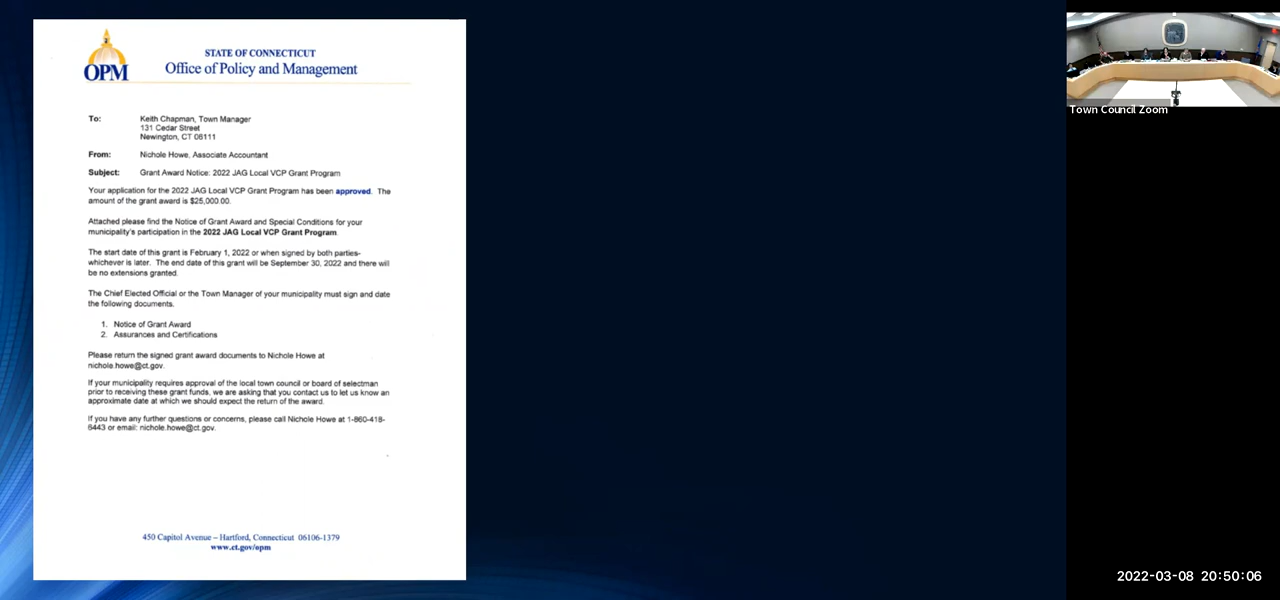 OPM
STATE OF CONNECTICUT
Office of Policy and Management
To: Keith Chapman, Town Manager
131 Cedar Street
Newington, CT 06111
From: Nichole Howe, Associate Accountant
Subject: Grant Award Notice: 2022 JAG Local VCP Grant Program
Your application for the 2022 JAG Local VCP Grant Program has been approved. The
amount of the grant award is $25,000.00.
Attached please find the Notice of Grant Award and Special Conditions for your
municipality's participation in the 2022 JAG Local VCP Grant Program
The start date of this grant is February 1, 2022 or when signed by both parties-
whichever is later. The end date of this grant will be September 30, 2022 and there will
be no extensions granted.
The Chief Elected Official or the Town Manager of your municipality must sign and date
the following documents.
1. Notice of Grant Award
2. Assurances and Certifications
Please return the signed grant award documents to Nichole Howe at
nichole.howe@ct.gov.
If your municipality requires approval of the local town council or board of selectman
prior to receiving these grant funds, we are asking that you contact us to let us know an
approximate date at which we should expect the return of the award.
If you have any further questions or concerns, please call Nichole Howe at 1-860-418-
6443 or email: nichole.howe@ct.gov.
450 Capitol Avenue – Hartford, Connecticut 06106-1379
www.ct.gov/opm
Town Council Zoom
2022-03-08 20:50:06